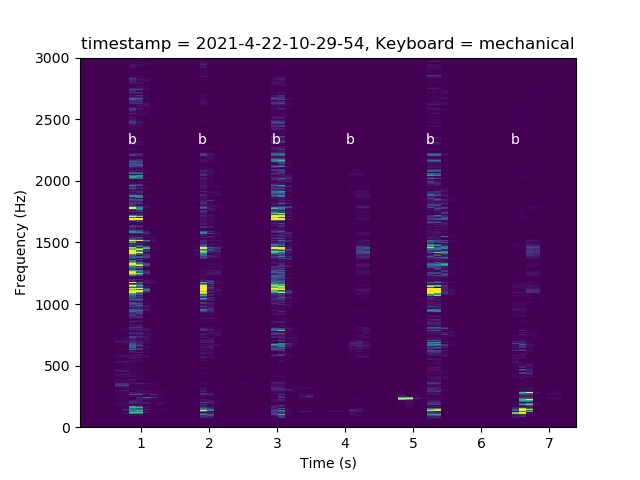 timestamp = 2021-4-22-10-29-54, Keyboard = mechanical
3000
2500
2000
1500
1000
500
0
Frequency (Hz)
b b b b b b
1 2 3 4 5 6 7
Time (s)